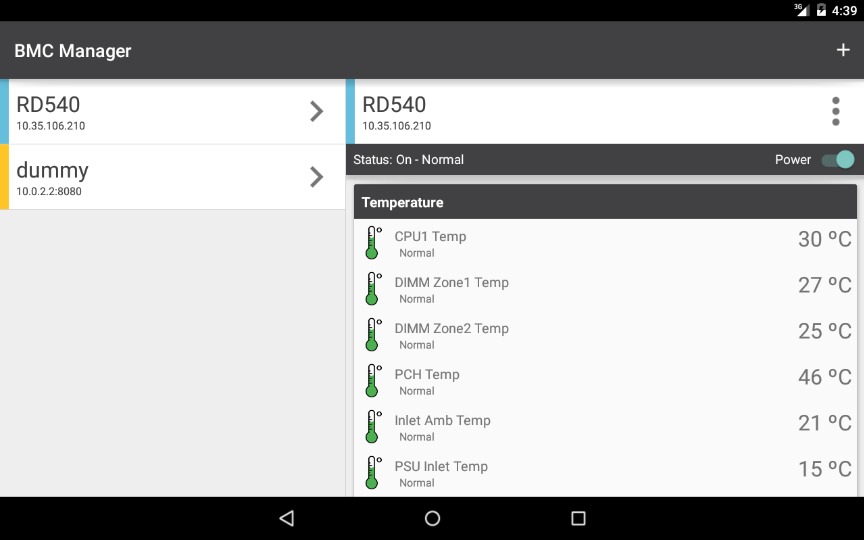 3G 4:39
BMC Manager +
RD540
10.35.106.210
dummy
10.0.2.2:8080
RD540
10.35.106.210
Status: On - Normal Power
Temperature
CPU1 Temp 30 ºC
Normal
DIMM Zone1 Temp 27 ºC
Normal
DIMM Zone2 Temp 25 ºC
Normal
PCH Temp 46 ºC
Normal
Inlet Amb Temp 21 ºC
Normal
PSU Inlet Temp 15 ºC
Normal